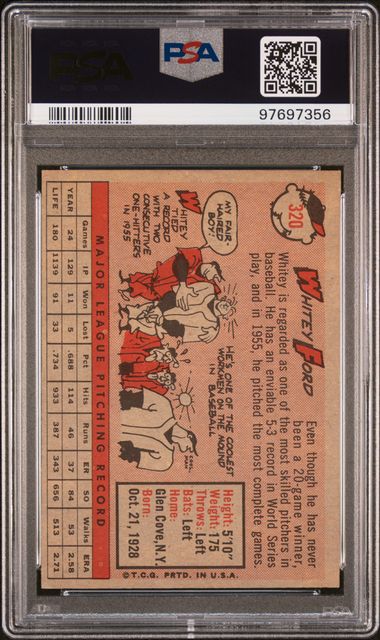 PSA
PSA
97697356
320
WHITEY FORD
Even though he has never
been a 20-game winner,
Whitey is regarded as one of the most skilled pitchers in
baseball. He has an enviable 5-3 record in World Series
play, and in 1955, he pitched the most complete games.
MY FAIR-
HAIRED
BOY!
WHITEY
TIED
A RECORD
WITH TWO
CONSECUTIVE
ONE-HITTERS
IN 1955
HE'S ONE OF THE COOLEST
WORKMEN ON THE MOUND
IN BASEBALL
Height: 5'10"
Weight: 175
Throws: Left
Bats: Left
Home:
Glen Cove, N.Y.
Born:
Oct. 21, 1928
MAJOR LEAGUE PITCHING RECORD
Games IP Won Lost Pct Hits Runs ER SO Walks ERA
YEAR 24 129 11 5 .688 114 46 37 84 53 2.58
LIFE 180 1139 91 33 .734 933 387 343 656 513 2.71
© T.C.G. PRTD. IN U.S.A.